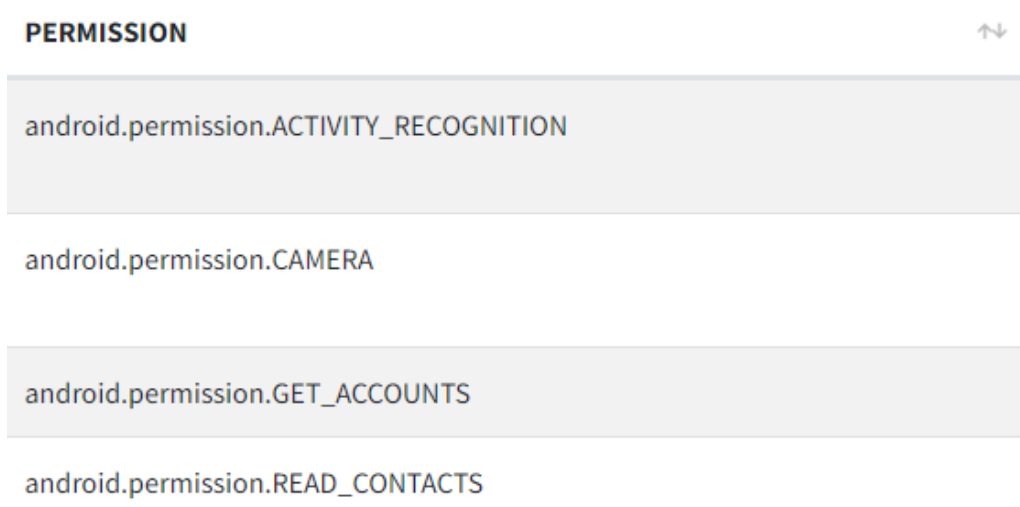 PERMISSION
android.permission.ACTIVITY_RECOGNITION
android.permission.CAMERA
android.permission.GET_ACCOUNTS
android.permission.READ_CONTACTS